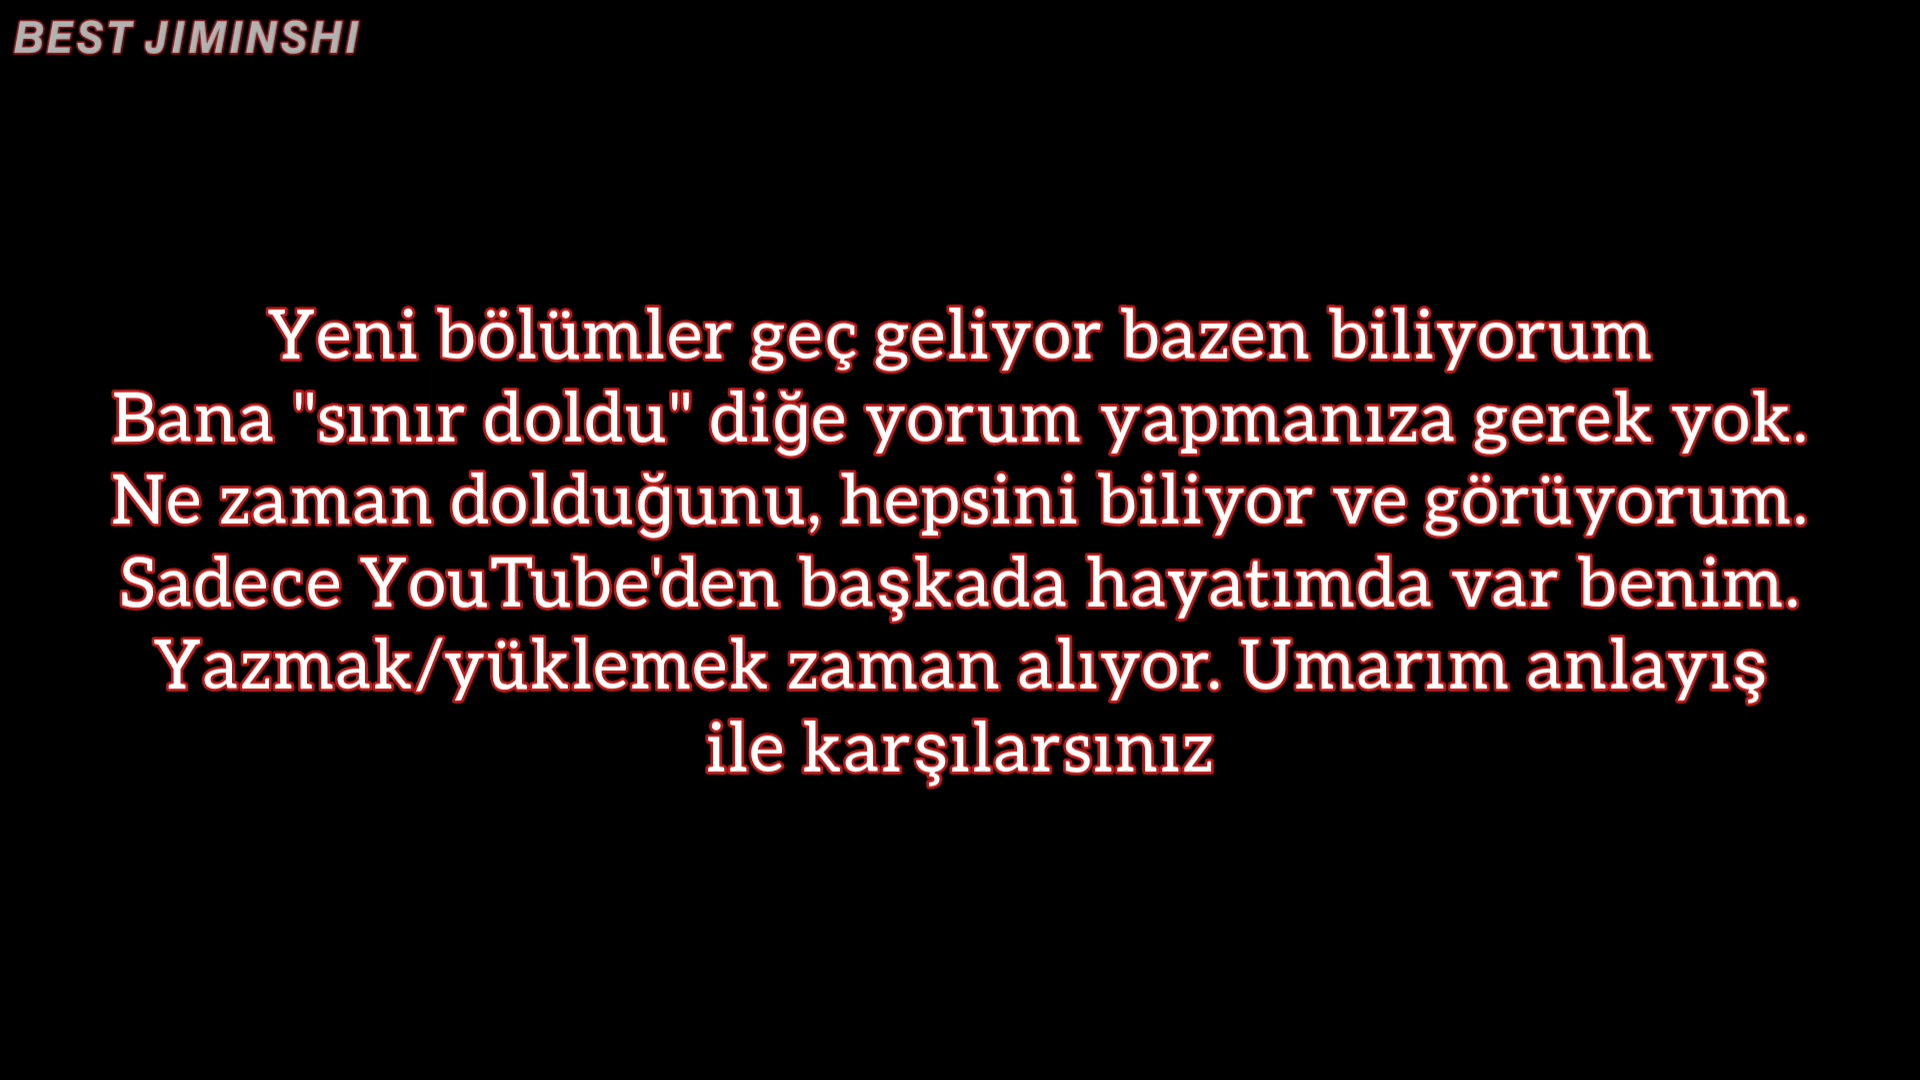 BEST JIMINSHI
Yeni bölümler geç geliyor bazen biliyorum
Bana "sınır doldu" diğe yorum yapmanıza gerek yok.
Ne zaman dolduğunu, hepsini biliyor ve görüyorum.
Sadece YouTube'den başkada hayatımda var benim.
Yazmak/yüklemek zaman alıyor. Umarım anlayış
ile karşılarsınız